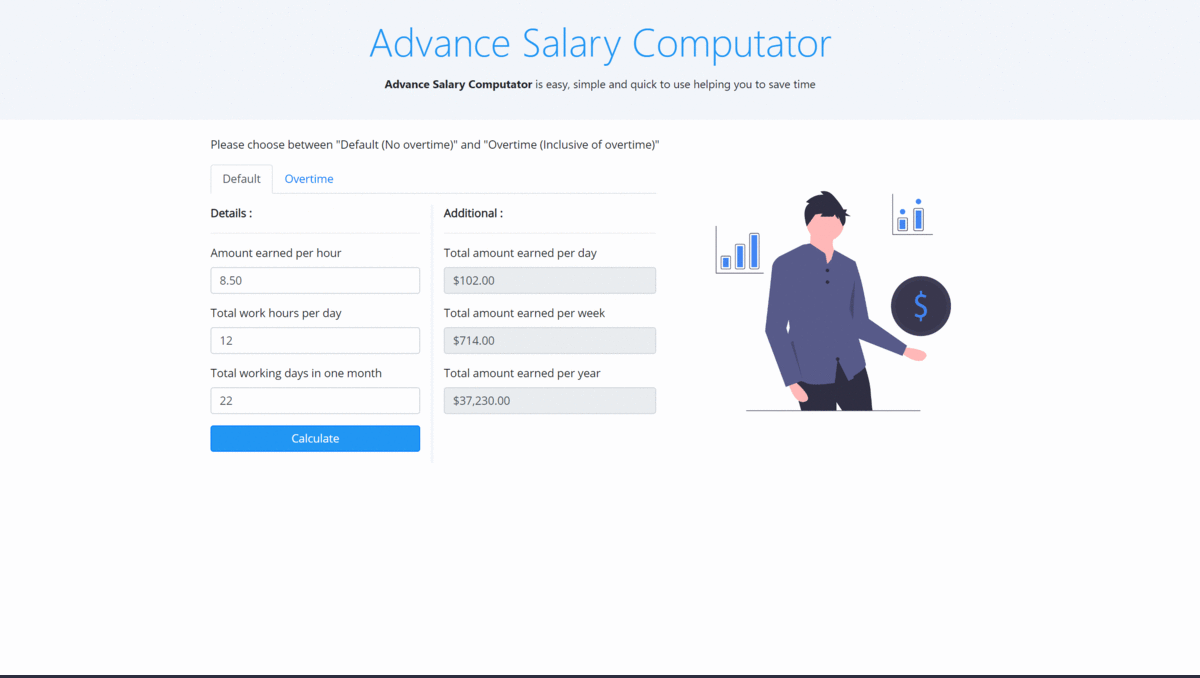 Advance Salary Computator
Advance Salary Computator is easy, simple and quick to use helping you to save time
Please choose between "Default (No overtime)" and "Overtime (Inclusive of overtime)"
Default
Overtime
Details :
Amount earned per hour
8.50
Total work hours per day
12
Total working days in one month
22
Calculate
Additional :
Total amount earned per day
$102.00
Total amount earned per week
$714.00
Total amount earned per year
$37,230.00
$